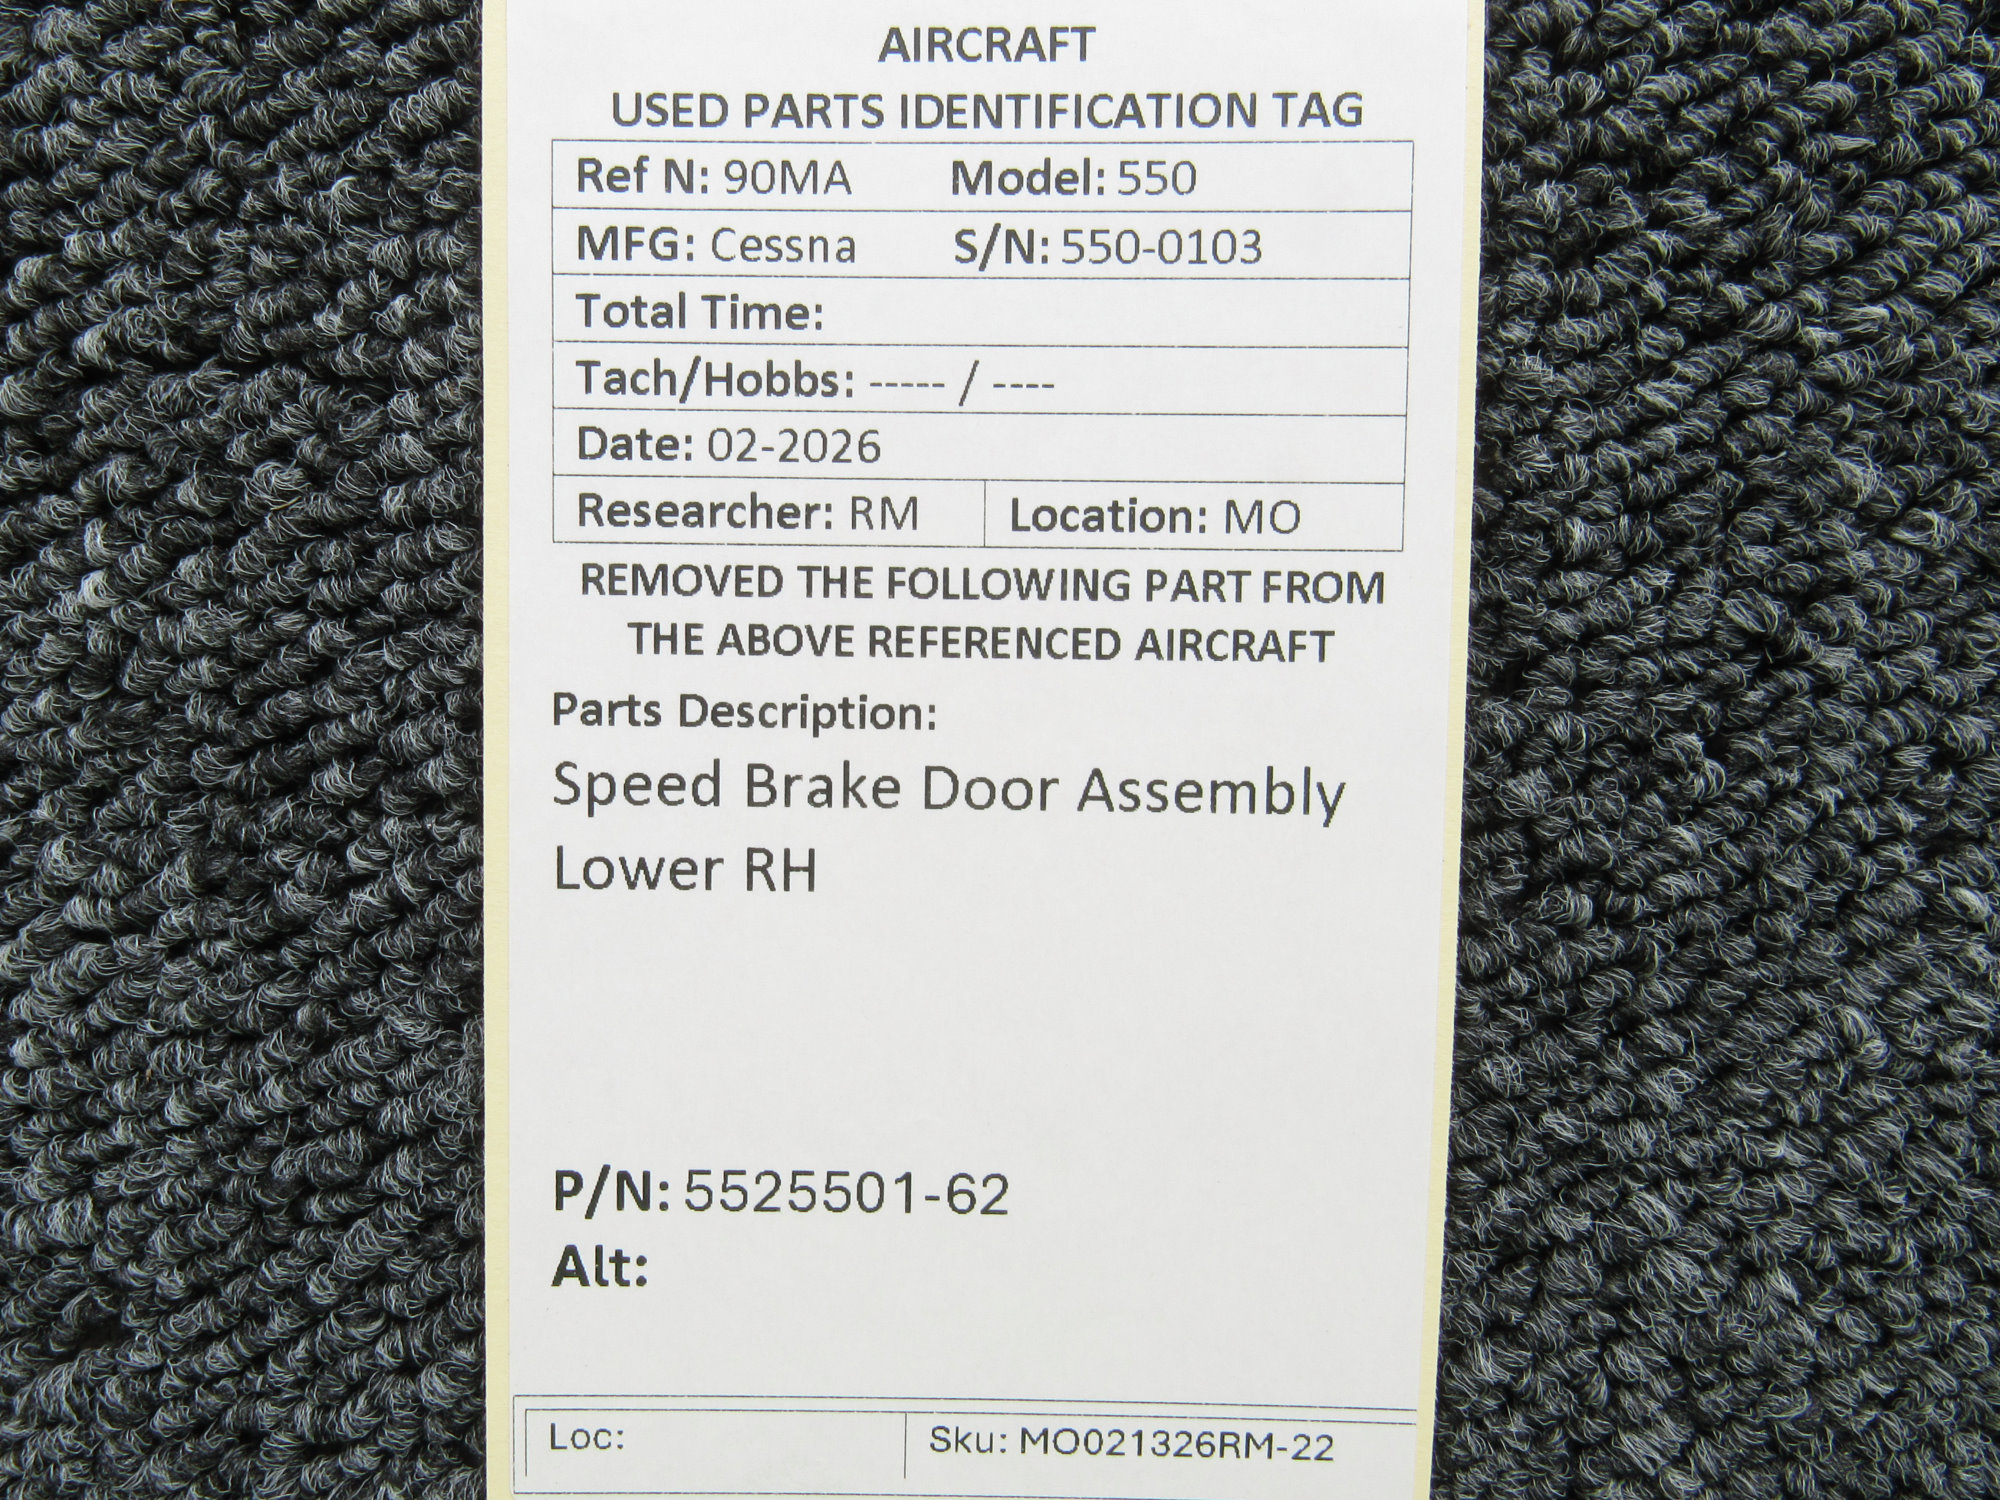 AIRCRAFT
USED PARTS IDENTIFICATION TAG
Ref N: 90MA Model: 550
MFG: Cessna S/N: 550-0103
Total Time:
Tach/Hobbs: ----- / ----
Date: 02-2026
Researcher: RM Location: MO
REMOVED THE FOLLOWING PART FROM
THE ABOVE REFERENCED AIRCRAFT
Parts Description:
Speed Brake Door Assembly
Lower RH
P/N: 5525501-62
Alt:
Loc: Sku: MO021326RM-22